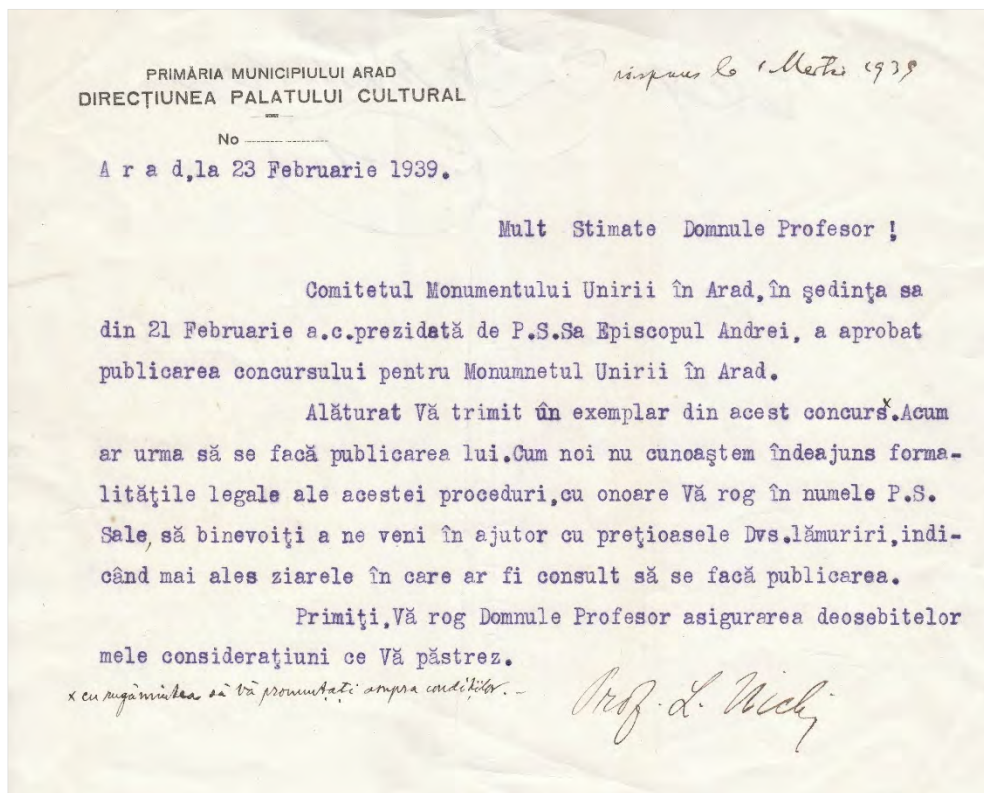 PRIMĂRIA MUNICIPIULUI ARAD
DIRECȚIUNEA PALATULUI CULTURAL
răspuns la 1 Martie 1939
No
A r a d,la 23 Februarie 1939.
Mult Stimate Domnule Profesor !
Comitetul Monumentului Unirii în Arad,în şedinţa sa
din 21 Februarie a.c.prezidată de P.S.Sa Episcopul Andrei, a aprobat
publicarea concursului pentru Monumnetul Unirii în Arad.
Alăturat Vă trimit ûn exemplar din acest concurs x.Acum
ar urma să se facă publicarea lui.Cum noi nu cunoaştem îndeajuns forma-
lităţile legale ale acestei proceduri,cu onoare Vă rog în numele P.S.
Sale, să binevoiţi a ne veni în ajutor cu preţioasele Dvs.lămuriri,indi-
când mai ales ziarele în care ar fi consult să se facă publicarea.
Primiţi,Vă rog Domnule Profesor asigurarea deosebitelor
mele consideraţiuni ce Vă păstrez.
x cu rugămintea să Vă pronunțați asupra condițiilor. –
Prof. L.